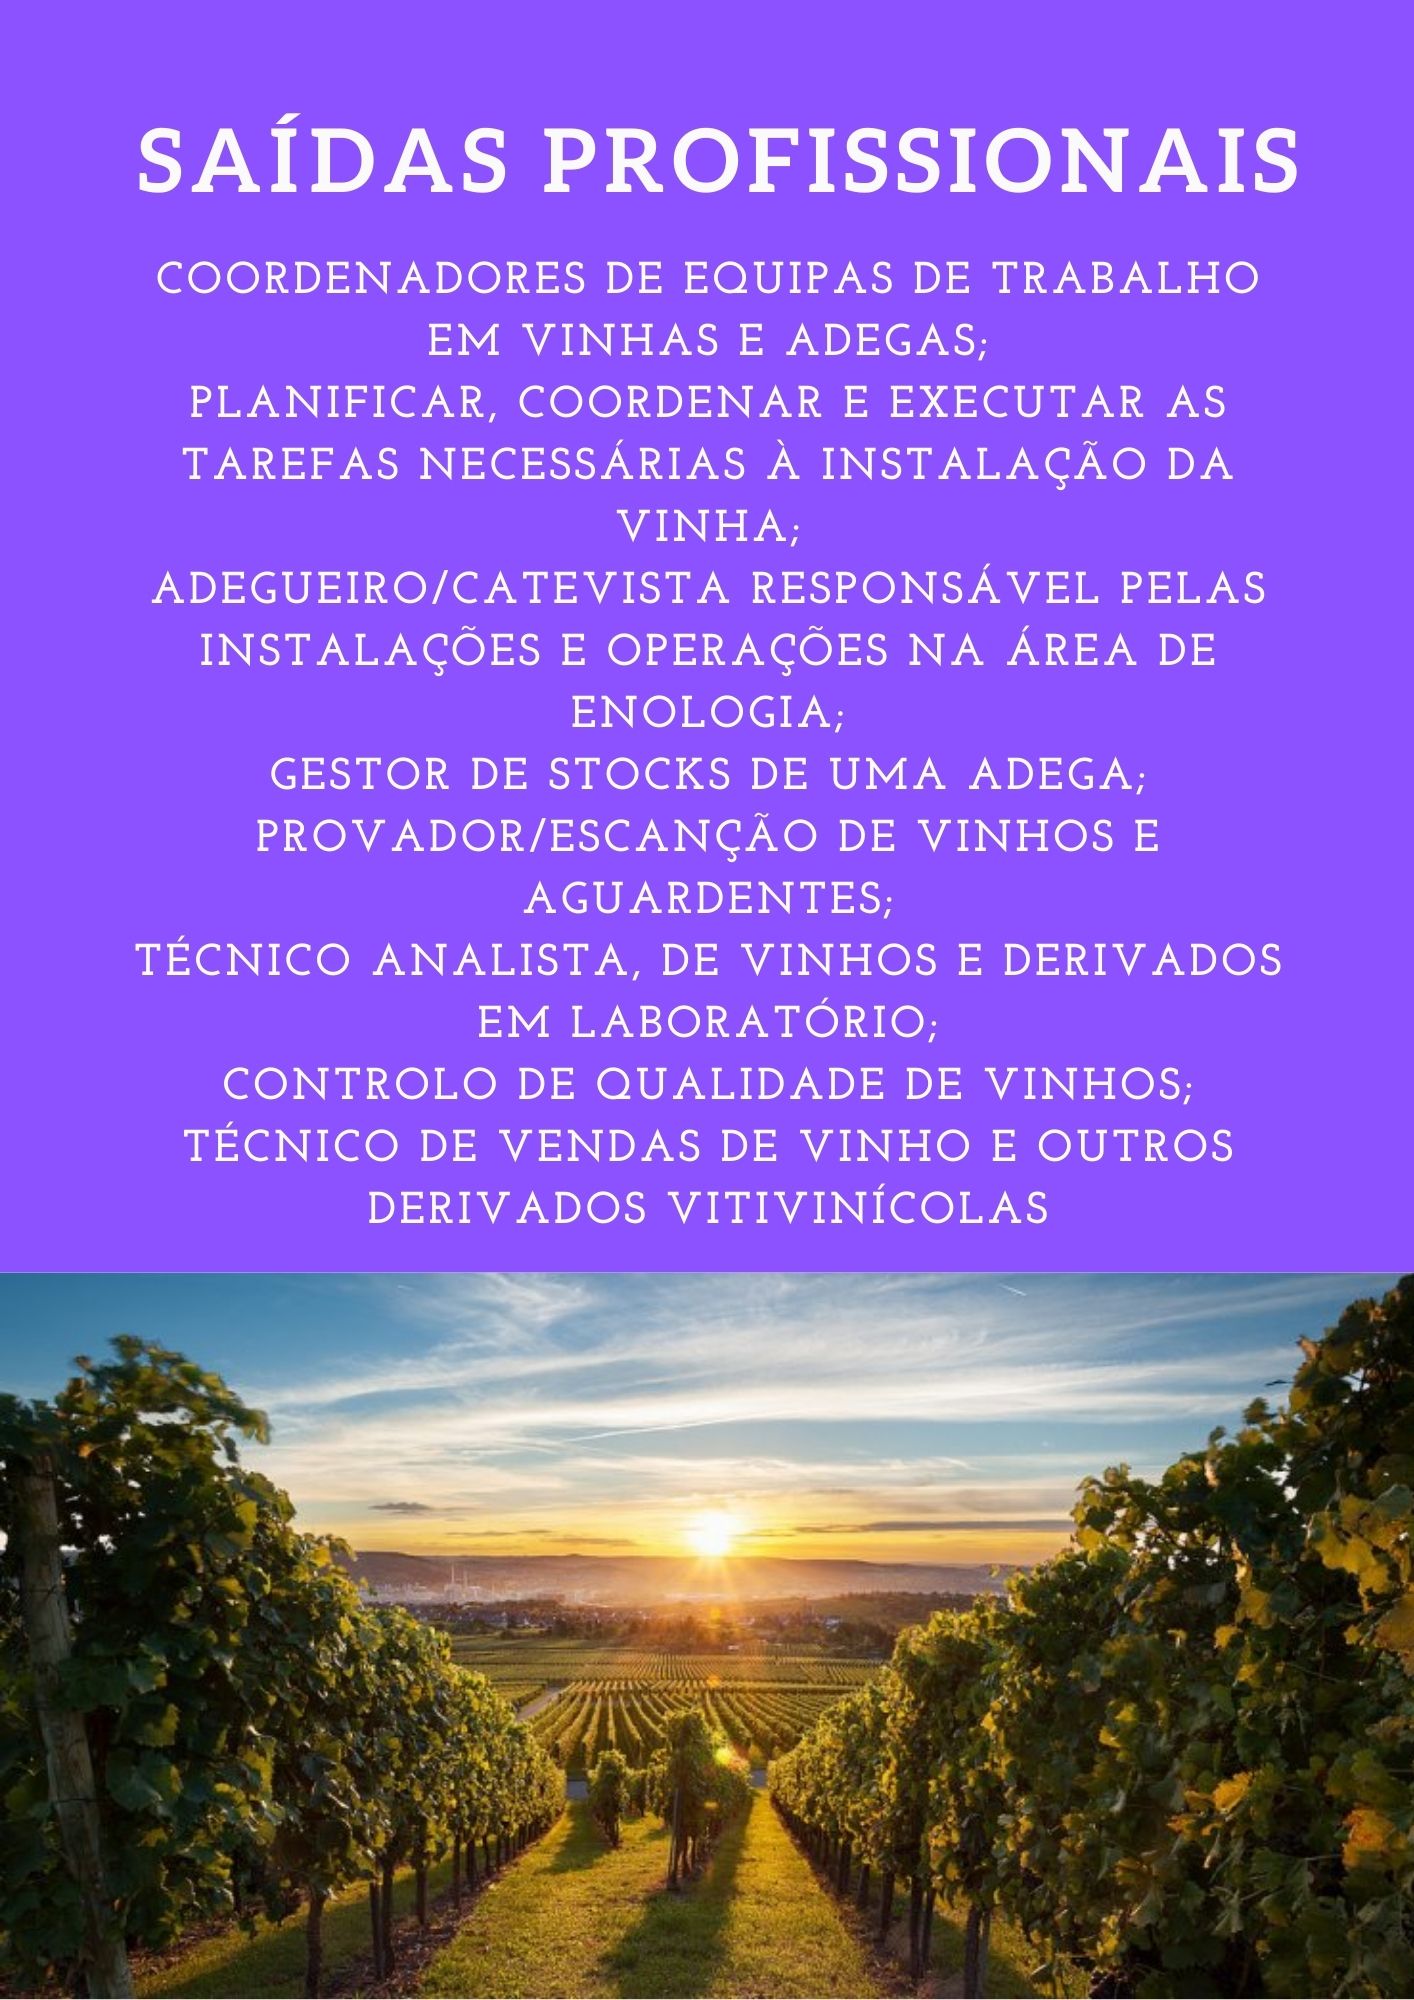 SAÍDAS PROFISSIONAIS
COORDENADORES DE EQUIPAS DE TRABALHO
EM VINHAS E ADEGAS;
PLANIFICAR, COORDENAR E EXECUTAR AS
TAREFAS NECESSÁRIAS À INSTALAÇÃO DA
VINHA;
ADEGUEIRO/CATEVISTA RESPONSÁVEL PELAS
INSTALAÇÕES E OPERAÇÕES NA ÁREA DE
ENOLOGIA;
GESTOR DE STOCKS DE UMA ADEGA;
PROVADOR/ESCANÇÃO DE VINHOS E
AGUARDENTES;
TÉCNICO ANALISTA, DE VINHOS E DERIVADOS
EM LABORATÓRIO;
CONTROLO DE QUALIDADE DE VINHOS;
TÉCNICO DE VENDAS DE VINHO E OUTROS
DERIVADOS VITIVINÍCOLAS